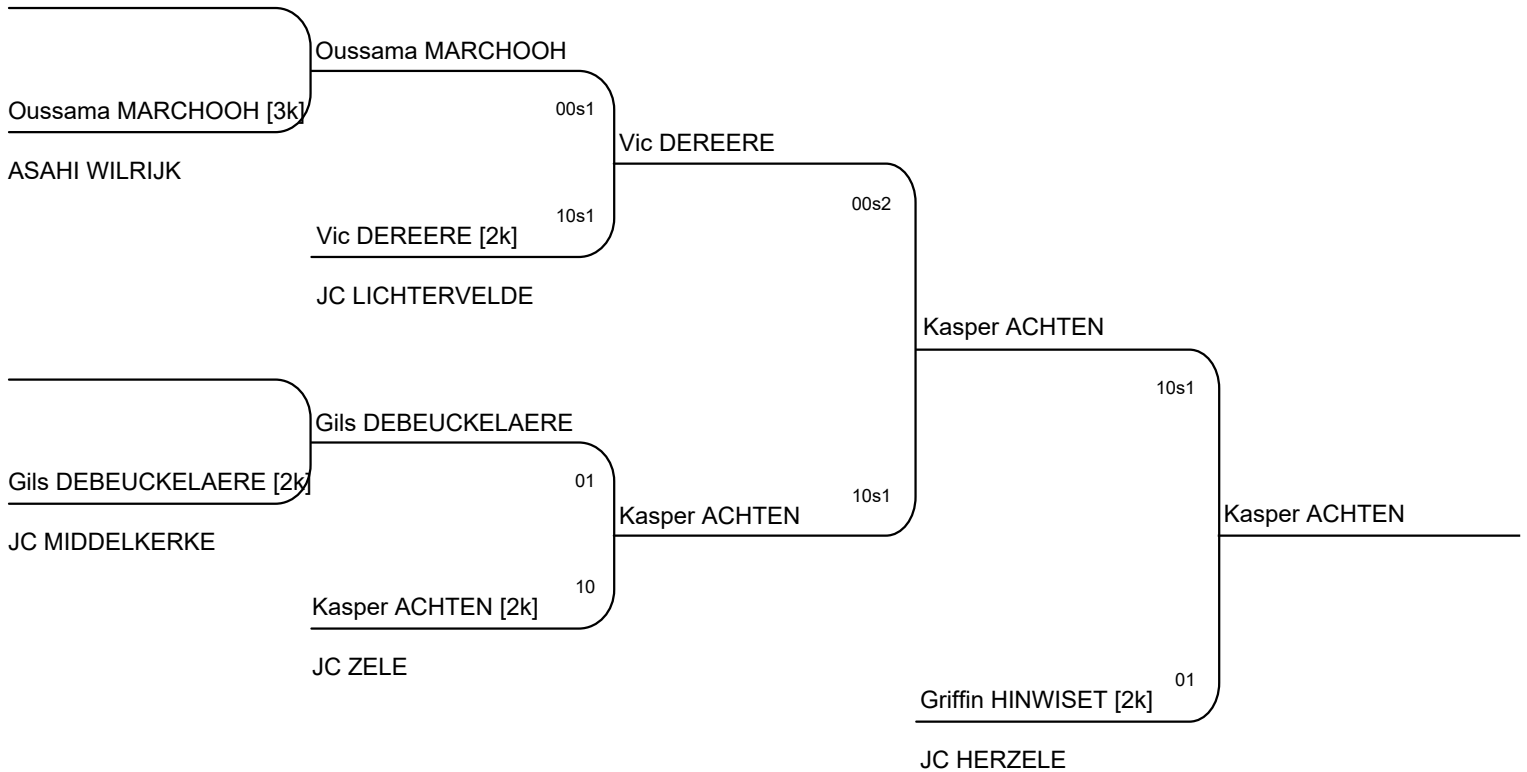 Oussama MARCHOOH
Oussama MARCHOOH [3k]
00s1
Vic DEREERE
ASAHI WILRIJK
00s2
10s1
Vic DEREERE [2k]
JC LICHTERVELDE
Kasper ACHTEN
10s1
Gils DEBEUCKELAERE
Gils DEBEUCKELAERE [2k]
01
10s1
Kasper ACHTEN
Kasper ACHTEN
JC MIDDELKERKE
10
Kasper ACHTEN [2k]
JC ZELE
01
Griffin HINWISET [2k]
JC HERZELE